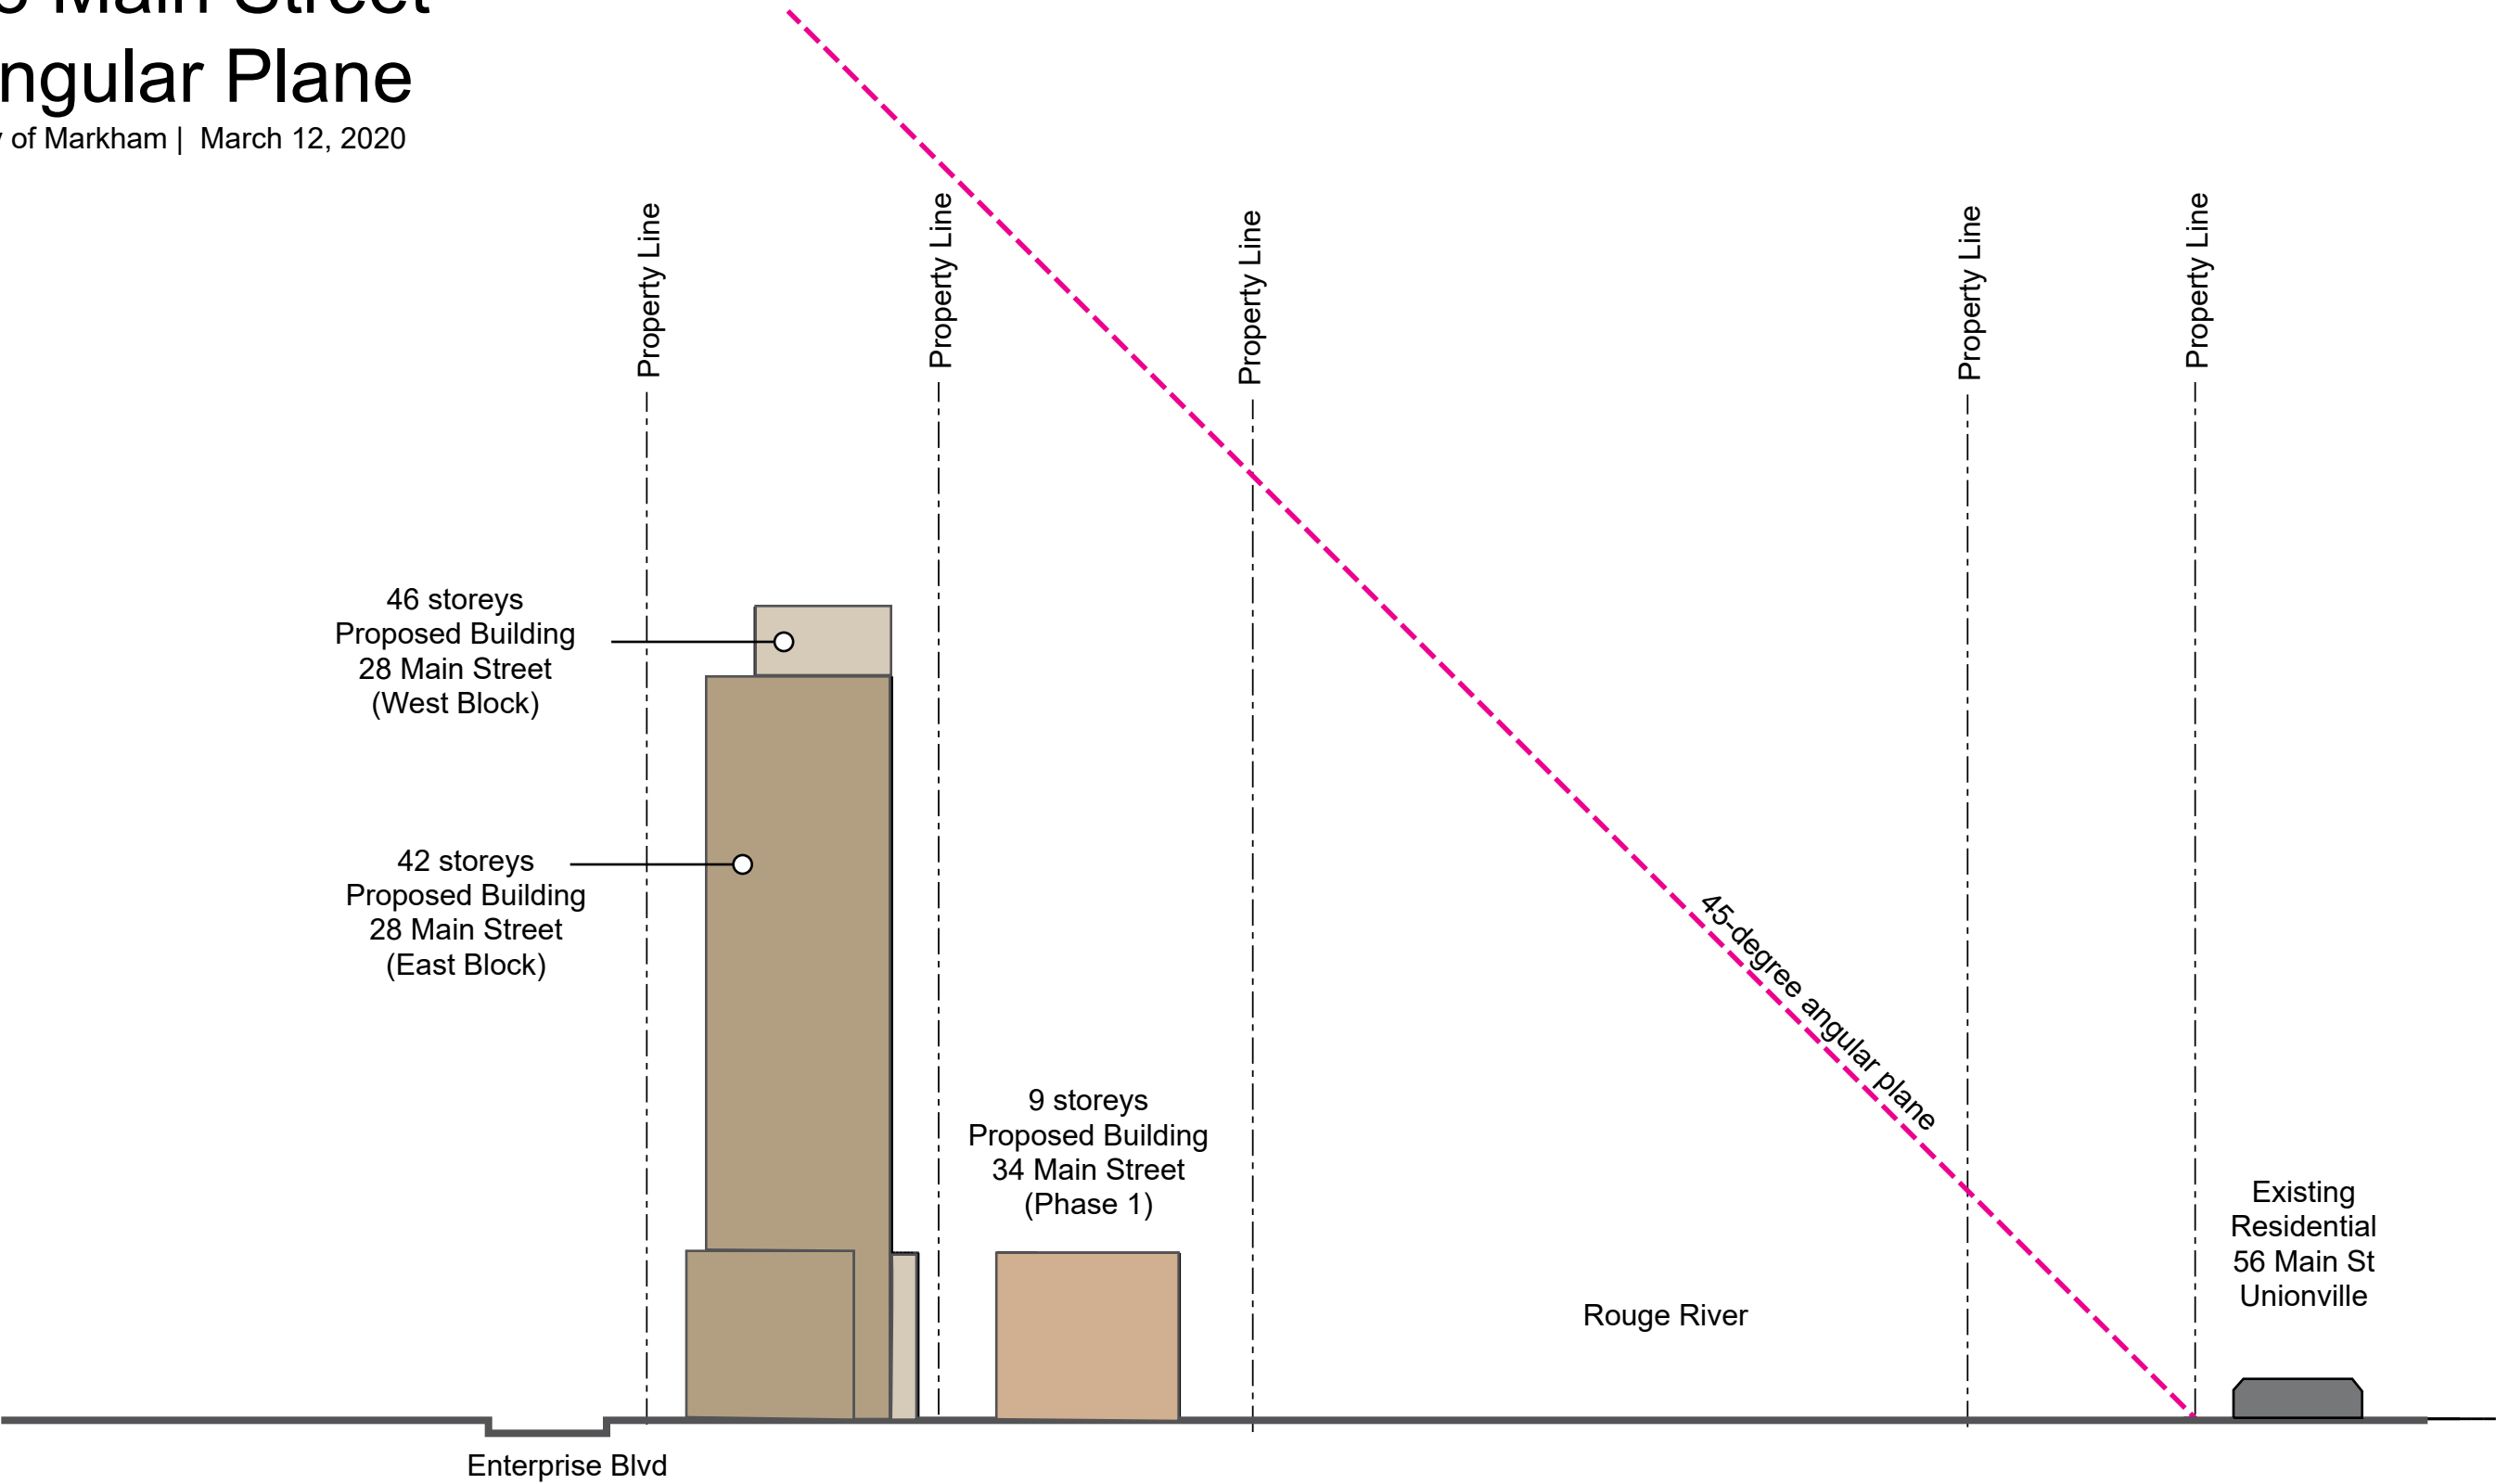 Main Street
ngular Plane
of Markham | March 12, 2020
Property Line
Property Line
Property Line
Property Line
Property Line
46 storeys
Proposed Building
28 Main Street
(West Block)
42 storeys
Proposed Building
28 Main Street
(East Block)
9 storeys
Proposed Building
34 Main Street
(Phase 1)
45-degree angular plane
Rouge River
Existing
Residential
56 Main St
Unionville
Enterprise Blvd